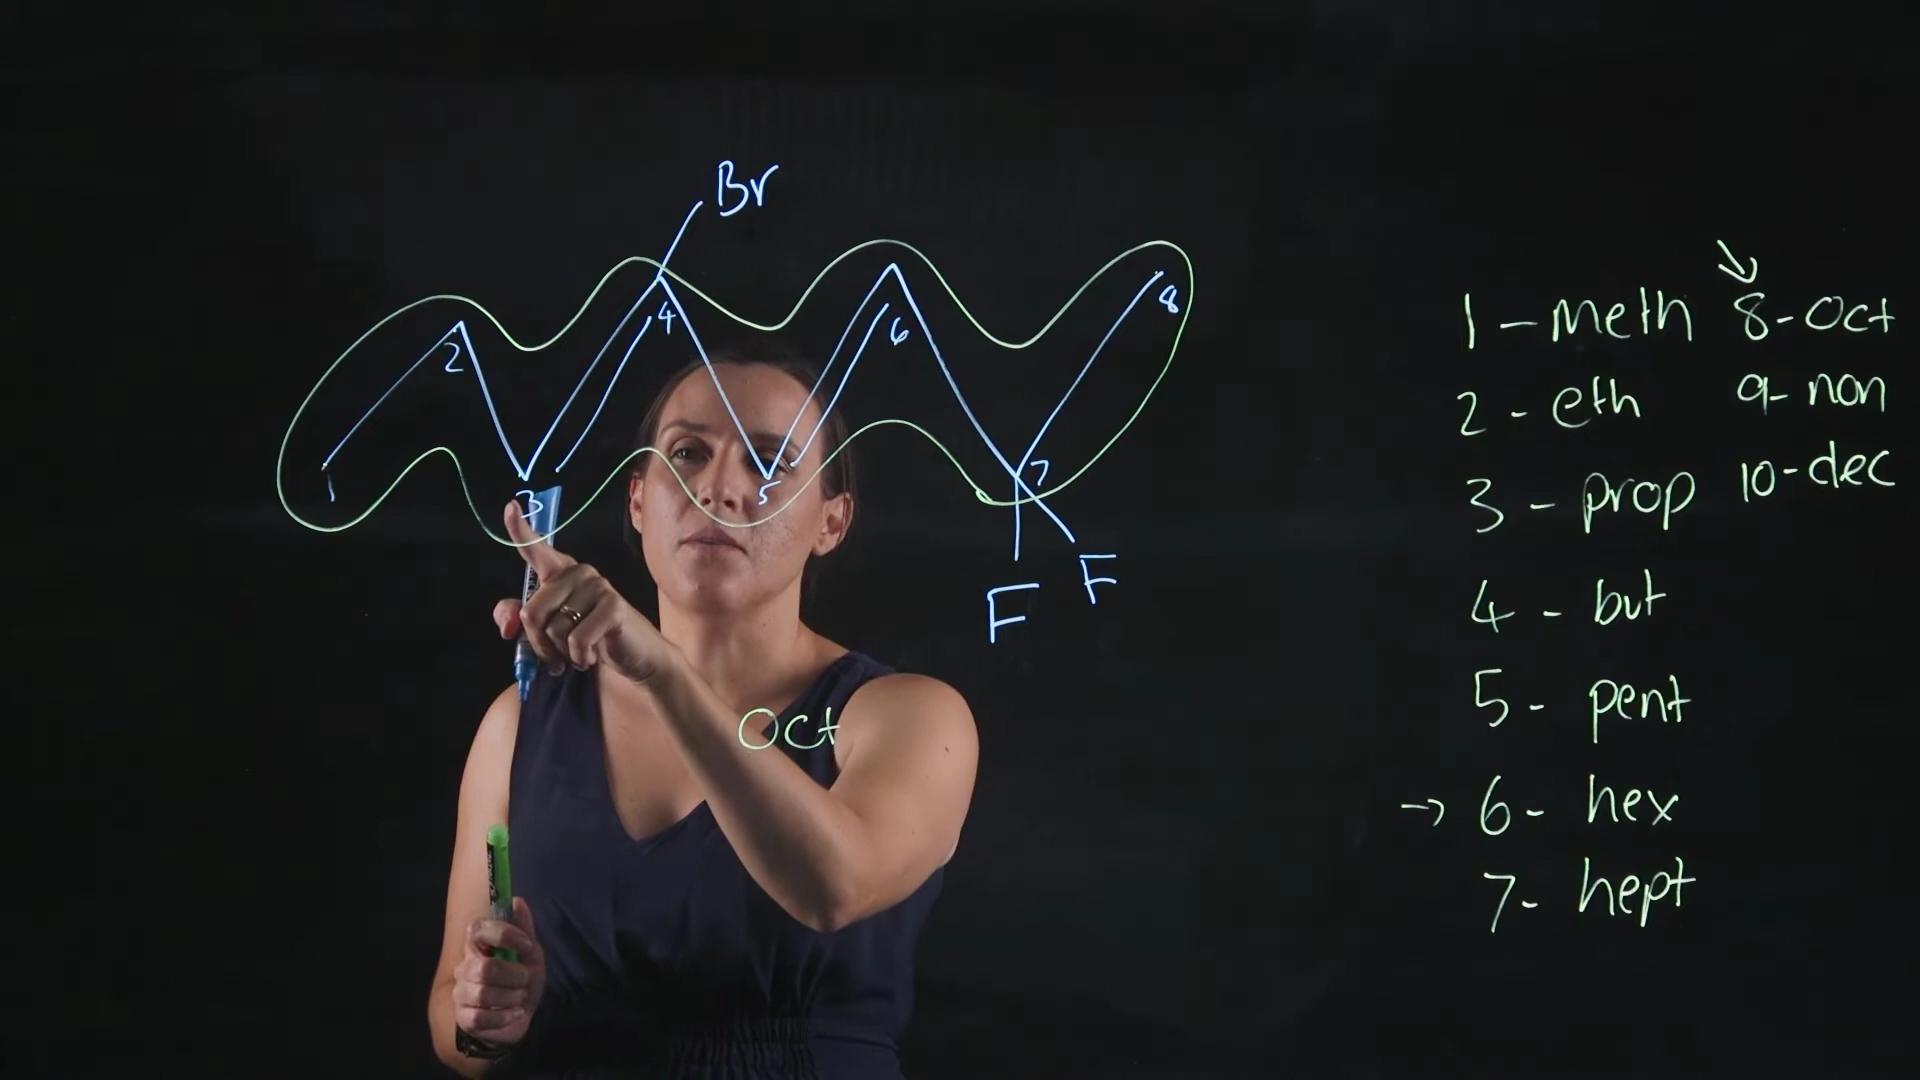 Br
1 2 3 4 5 6 7 8
F F
Oct
1 - Meth 8 - Oct
2 - eth 9 - non
3 - prop 10 - dec
4 - but
5 - pent
→ 6 - hex
7 - hept